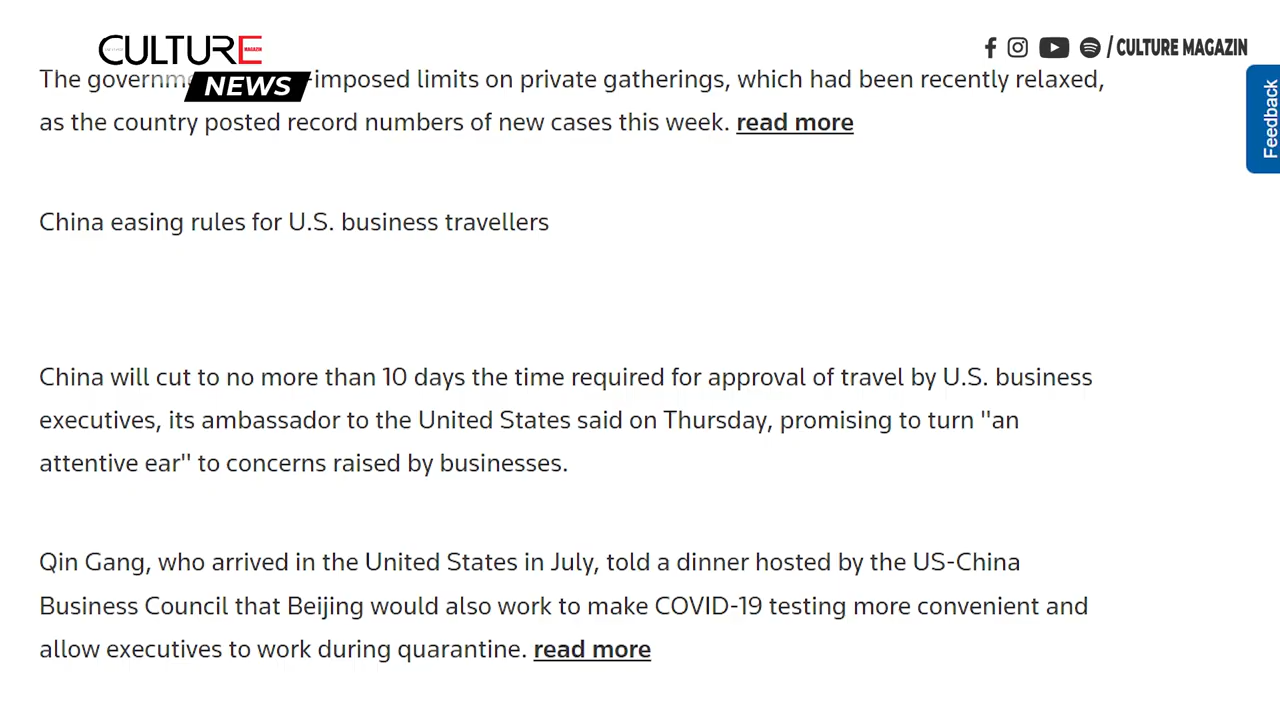 CULTURE
MAGAZIN
NEWS
/ CULTURE MAGAZIN
Feedback
The -imposed limits on private gatherings, which had been recently relaxed,
as the country posted record numbers of new cases this week. read more
China easing rules for U.S. business travellers
China will cut to no more than 10 days the time required for approval of travel by U.S. business
executives, its ambassador to the United States said on Thursday, promising to turn "an
attentive ear" to concerns raised by businesses.
Qin Gang, who arrived in the United States in July, told a dinner hosted by the US-China
Business Council that Beijing would also work to make COVID-19 testing more convenient and
allow executives to work during quarantine. read more